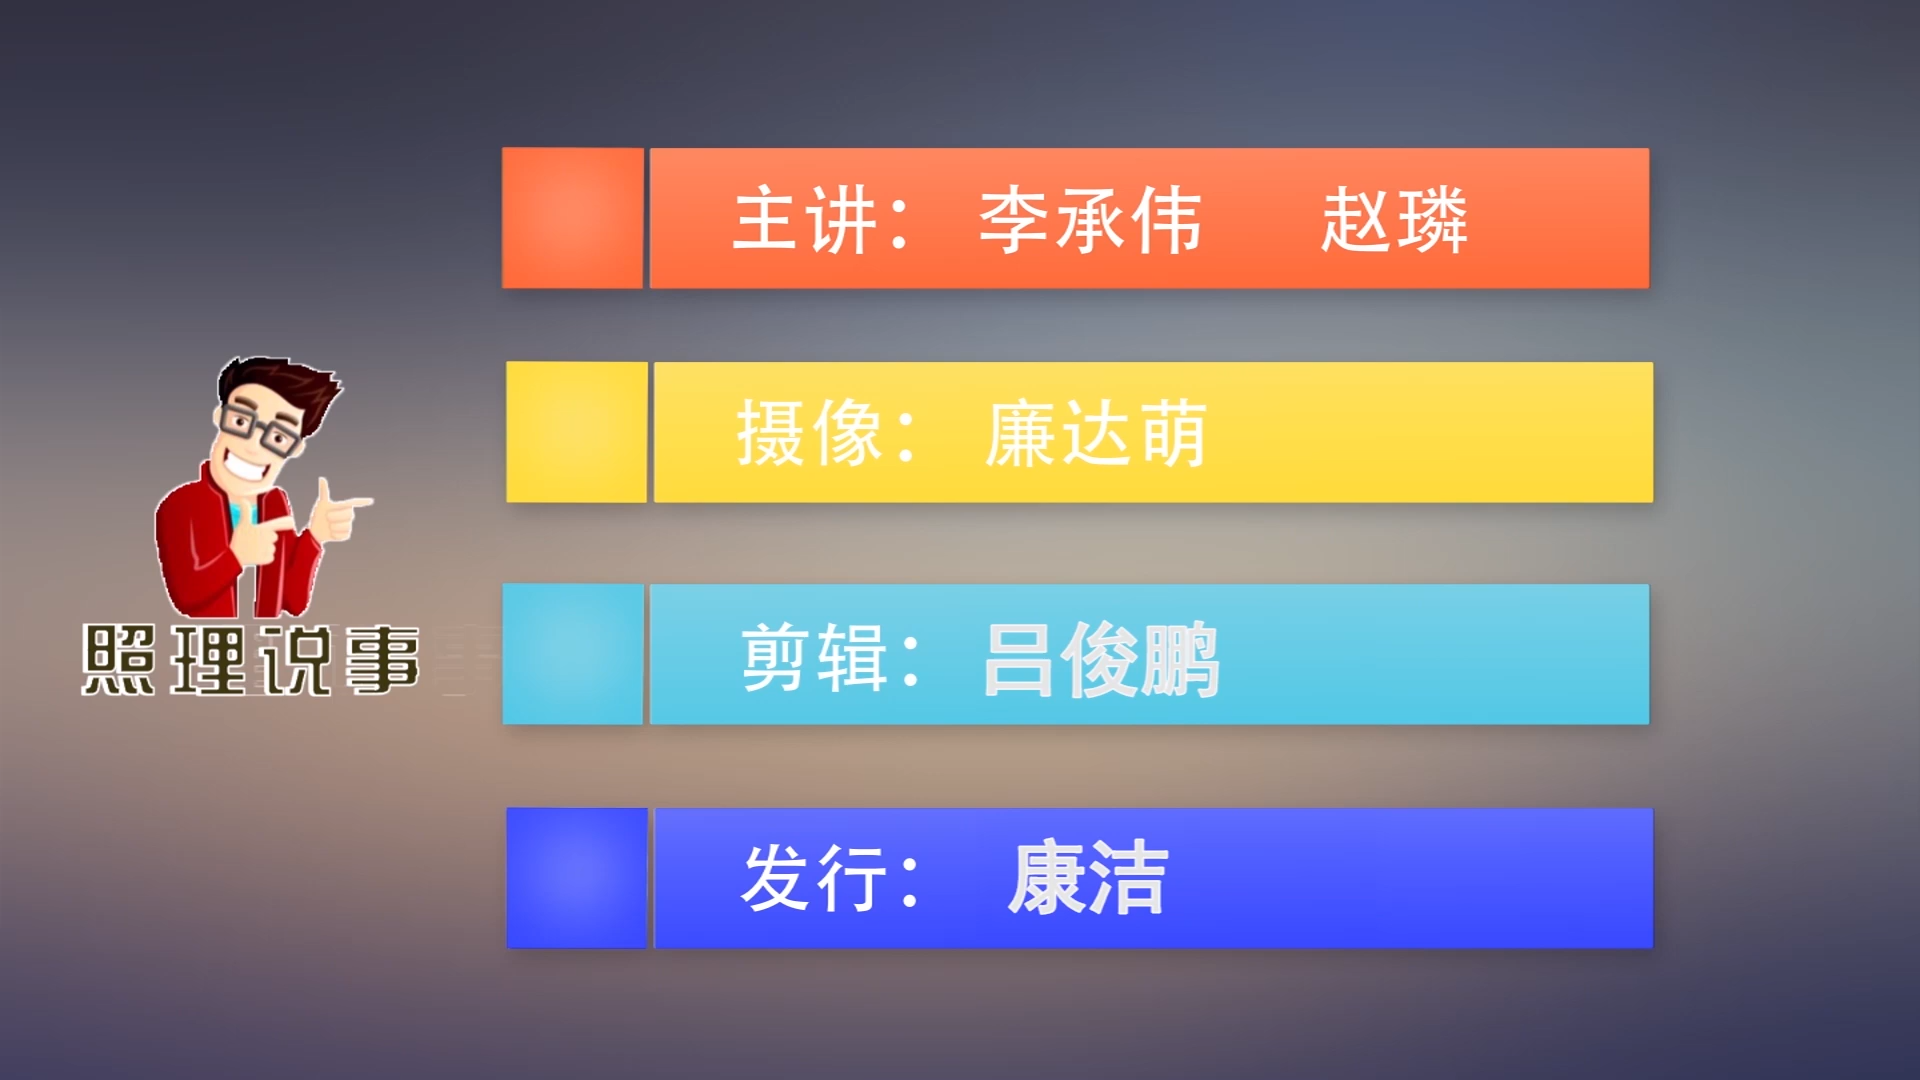 主讲： 李承伟 赵璘
摄像： 廉达萌
照理说事
剪辑： 吕俊鹏
发行： 康洁